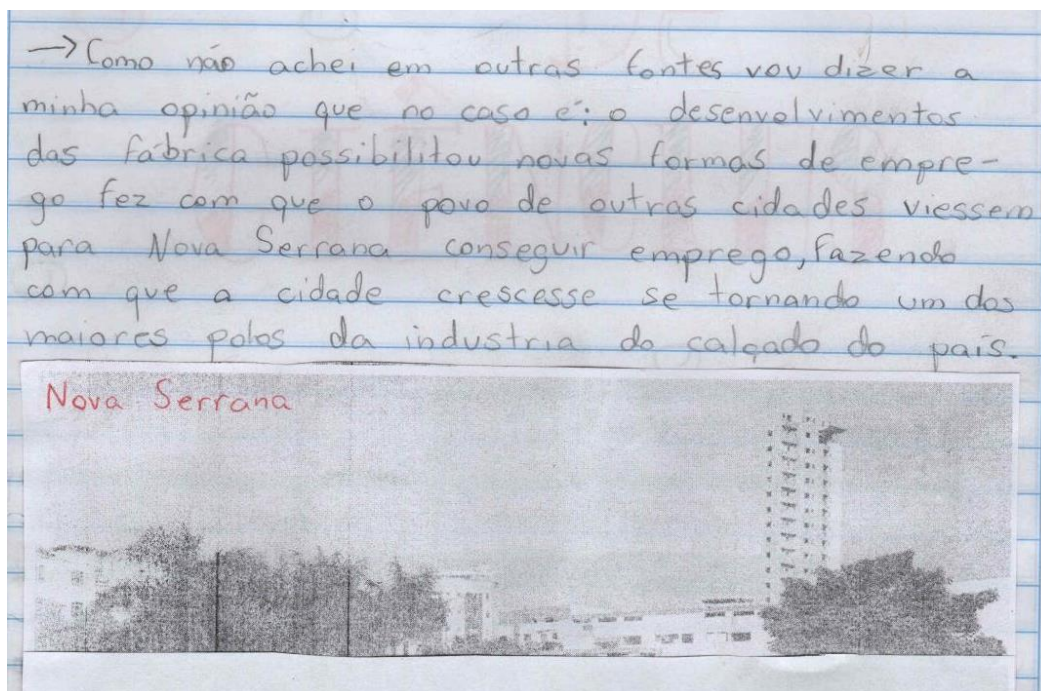 → Como não achei em outras fontes vou dizer a
minha opinião que no caso é: o desenvolvimentos
das fábrica possibilitou novas formas de empre-
go fez com que o povo de outras cidades viessem
para Nova Serrana conseguir emprego, fazendo
com que a cidade crescesse se tornando um dos
maiores polos da industria do calçado do país.
Nova Serrana